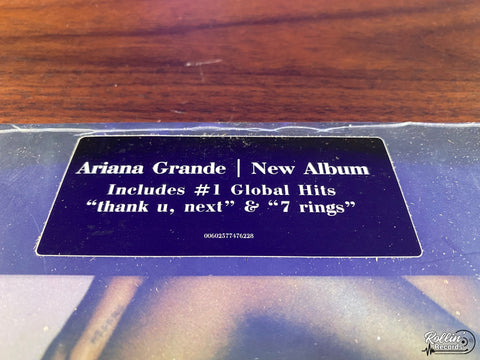 Ariana Grande | New Album
Includes #1 Global Hits
“thank u, next” & “7 rings”
00602577476228
Rollin'
Records